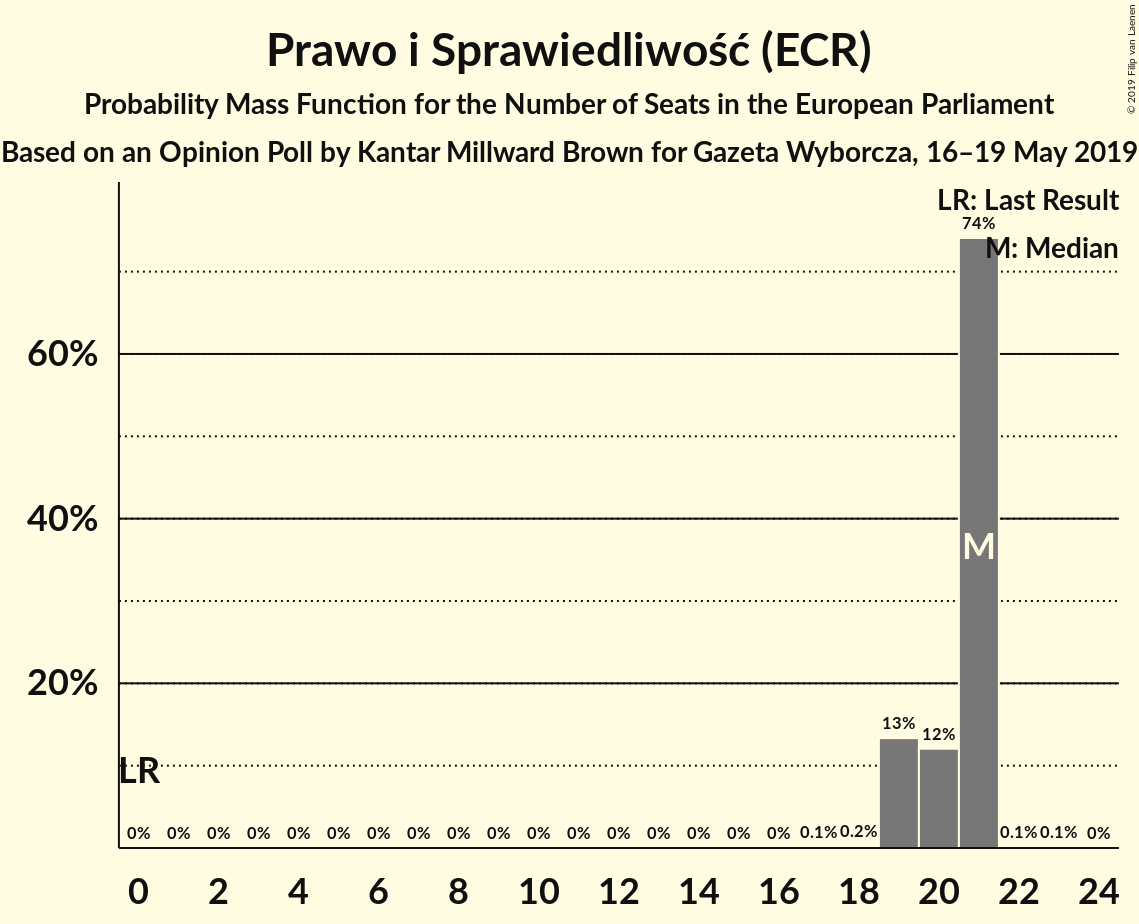 Prawo i Sprawiedliwość (ECR)
Probability Mass Function for the Number of Seats in the European Parliament
Based on an Opinion Poll by Kantar Millward Brown for Gazeta Wyborcza, 16–19 May 2019
© 2019 Filip van Laenen
LR: Last Result
74%
M: Median
60%
40%
M
20%
13%
12%
LR
0% 0% 0% 0% 0% 0% 0% 0% 0% 0% 0% 0% 0% 0% 0% 0% 0% 0.1% 0.2% 0.1% 0.1% 0%
0 2 4 6 8 10 12 14 16 18 20 22 24